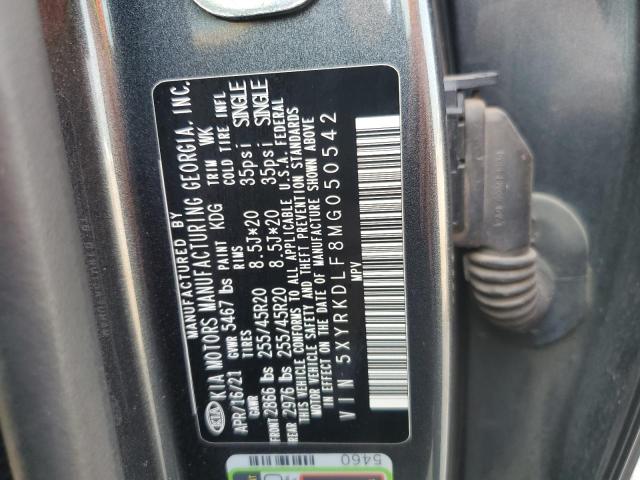 MANUFACTURED BY
KIA KIA MOTORS MANUFACTURING GEORGIA, INC.
APR/16/21 PAINT KDG TRIM WK
GVWR 5467 lbs
GAWR TIRES RIMS COLD TIRE INFL
FRONT 2866 lbs 255/45R20 8.5J*20 35psi SINGLE
REAR 2976 lbs 255/45R20 8.5J*20 35psi SINGLE
THIS VEHICLE CONFORMS TO ALL APPLICABLE U.S.A. FEDERAL
MOTOR VEHICLE SAFETY AND THEFT PREVENTION STANDARDS
IN EFFECT ON THE DATE OF MANUFACTURE SHOWN ABOVE
VIN 5XYRKDLF8MG050542
MPV
5460